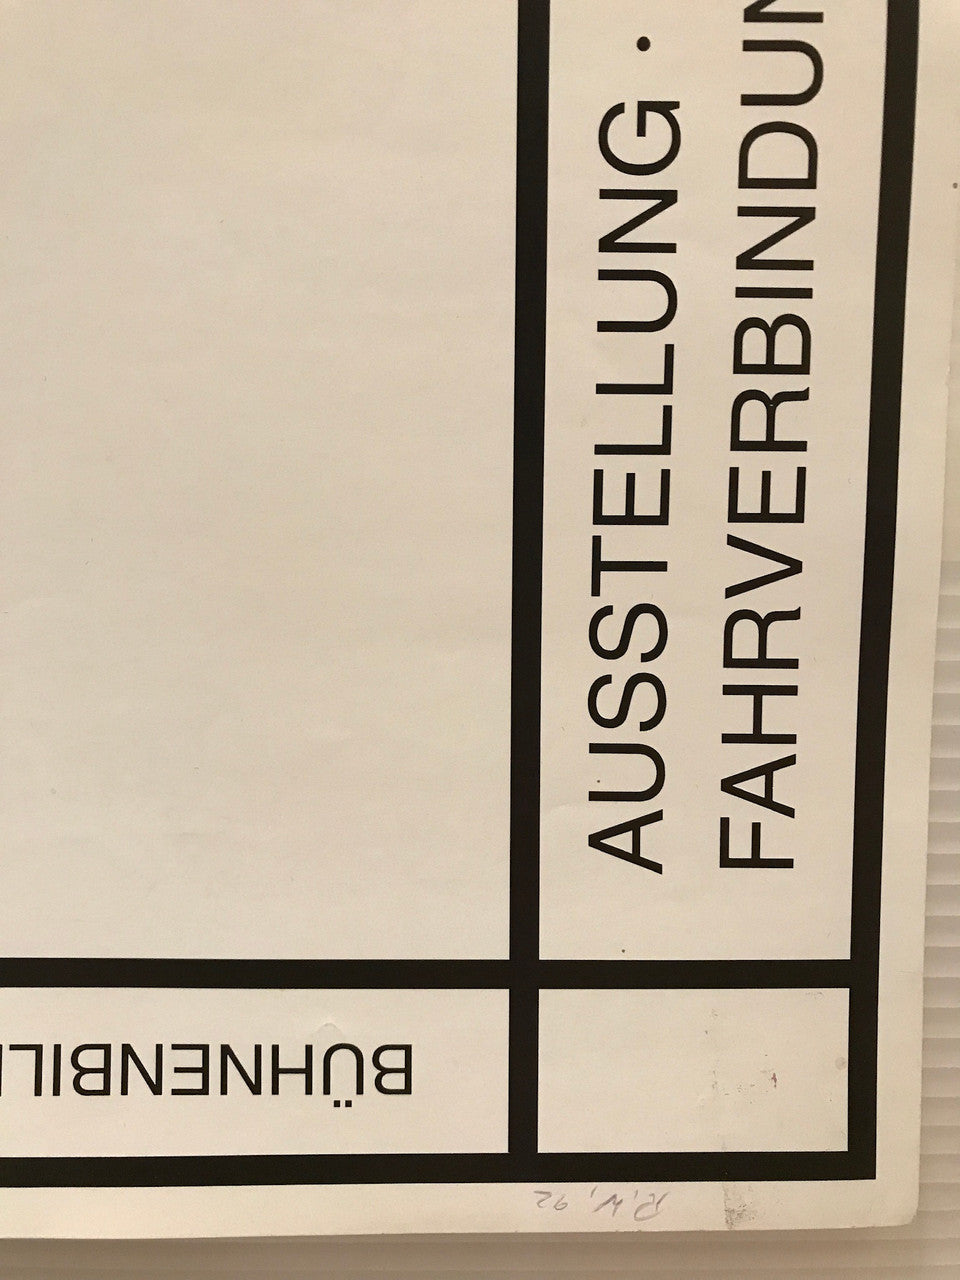 AUSSTELLUNG ·
FAHRVERBINDUN
BÜHNENBIL
R.W. 92